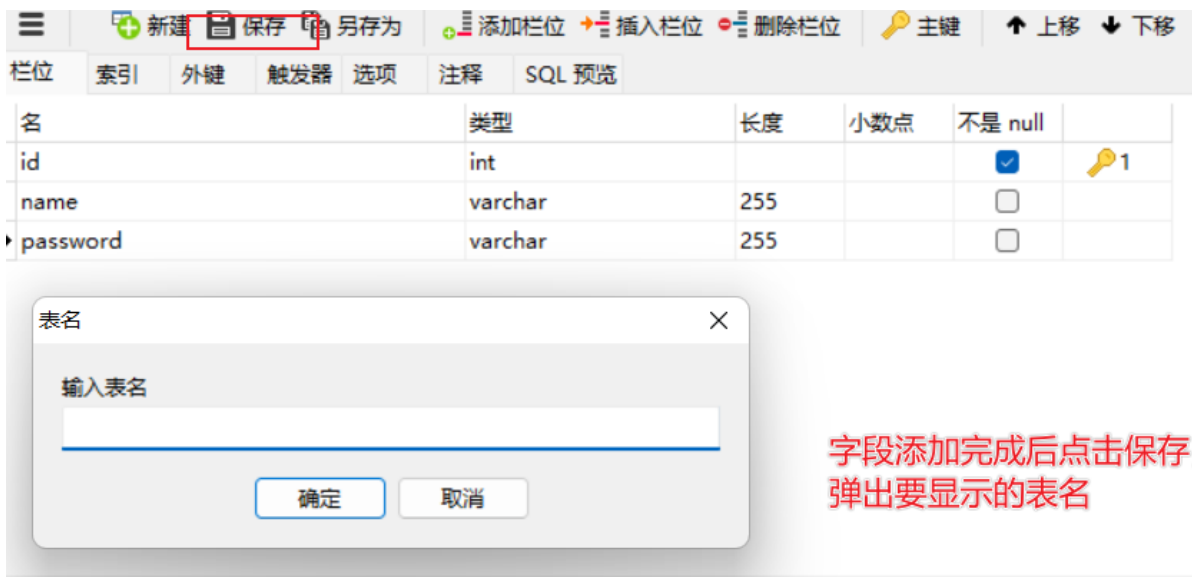 新建 保存 另存为 添加栏位 插入栏位 删除栏位 主键 上移 下移
栏位 索引 外键 触发器 选项 注释 SQL 预览
名 类型 长度 小数点 不是 null
id int 1
name varchar 255
password varchar 255
表名
输入表名
确定 取消
字段添加完成后点击保存
弹出要显示的表名